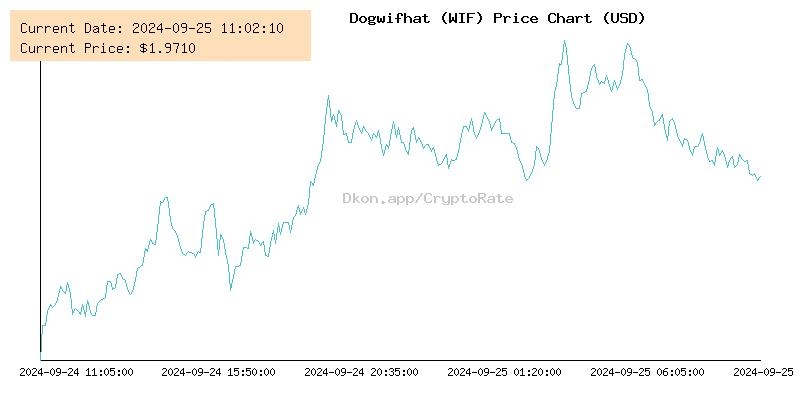 Dogwifhat (WIF) Price Chart (USD)
Current Date: 2024-09-25 11:02:10
Current Price: $1.9710
Dkon.app/CryptoRate
2024-09-24 11:05:00 2024-09-24 15:50:00 2024-09-24 20:35:00 2024-09-25 01:20:00 2024-09-25 06:05:00 2024-09-25